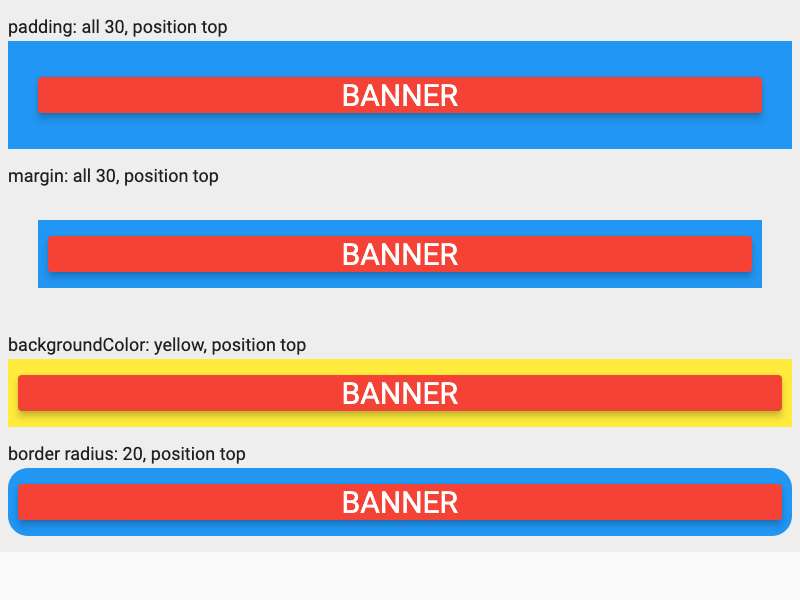 padding: all 30, position top
BANNER
margin: all 30, position top
BANNER
backgroundColor: yellow, position top
BANNER
border radius: 20, position top
BANNER